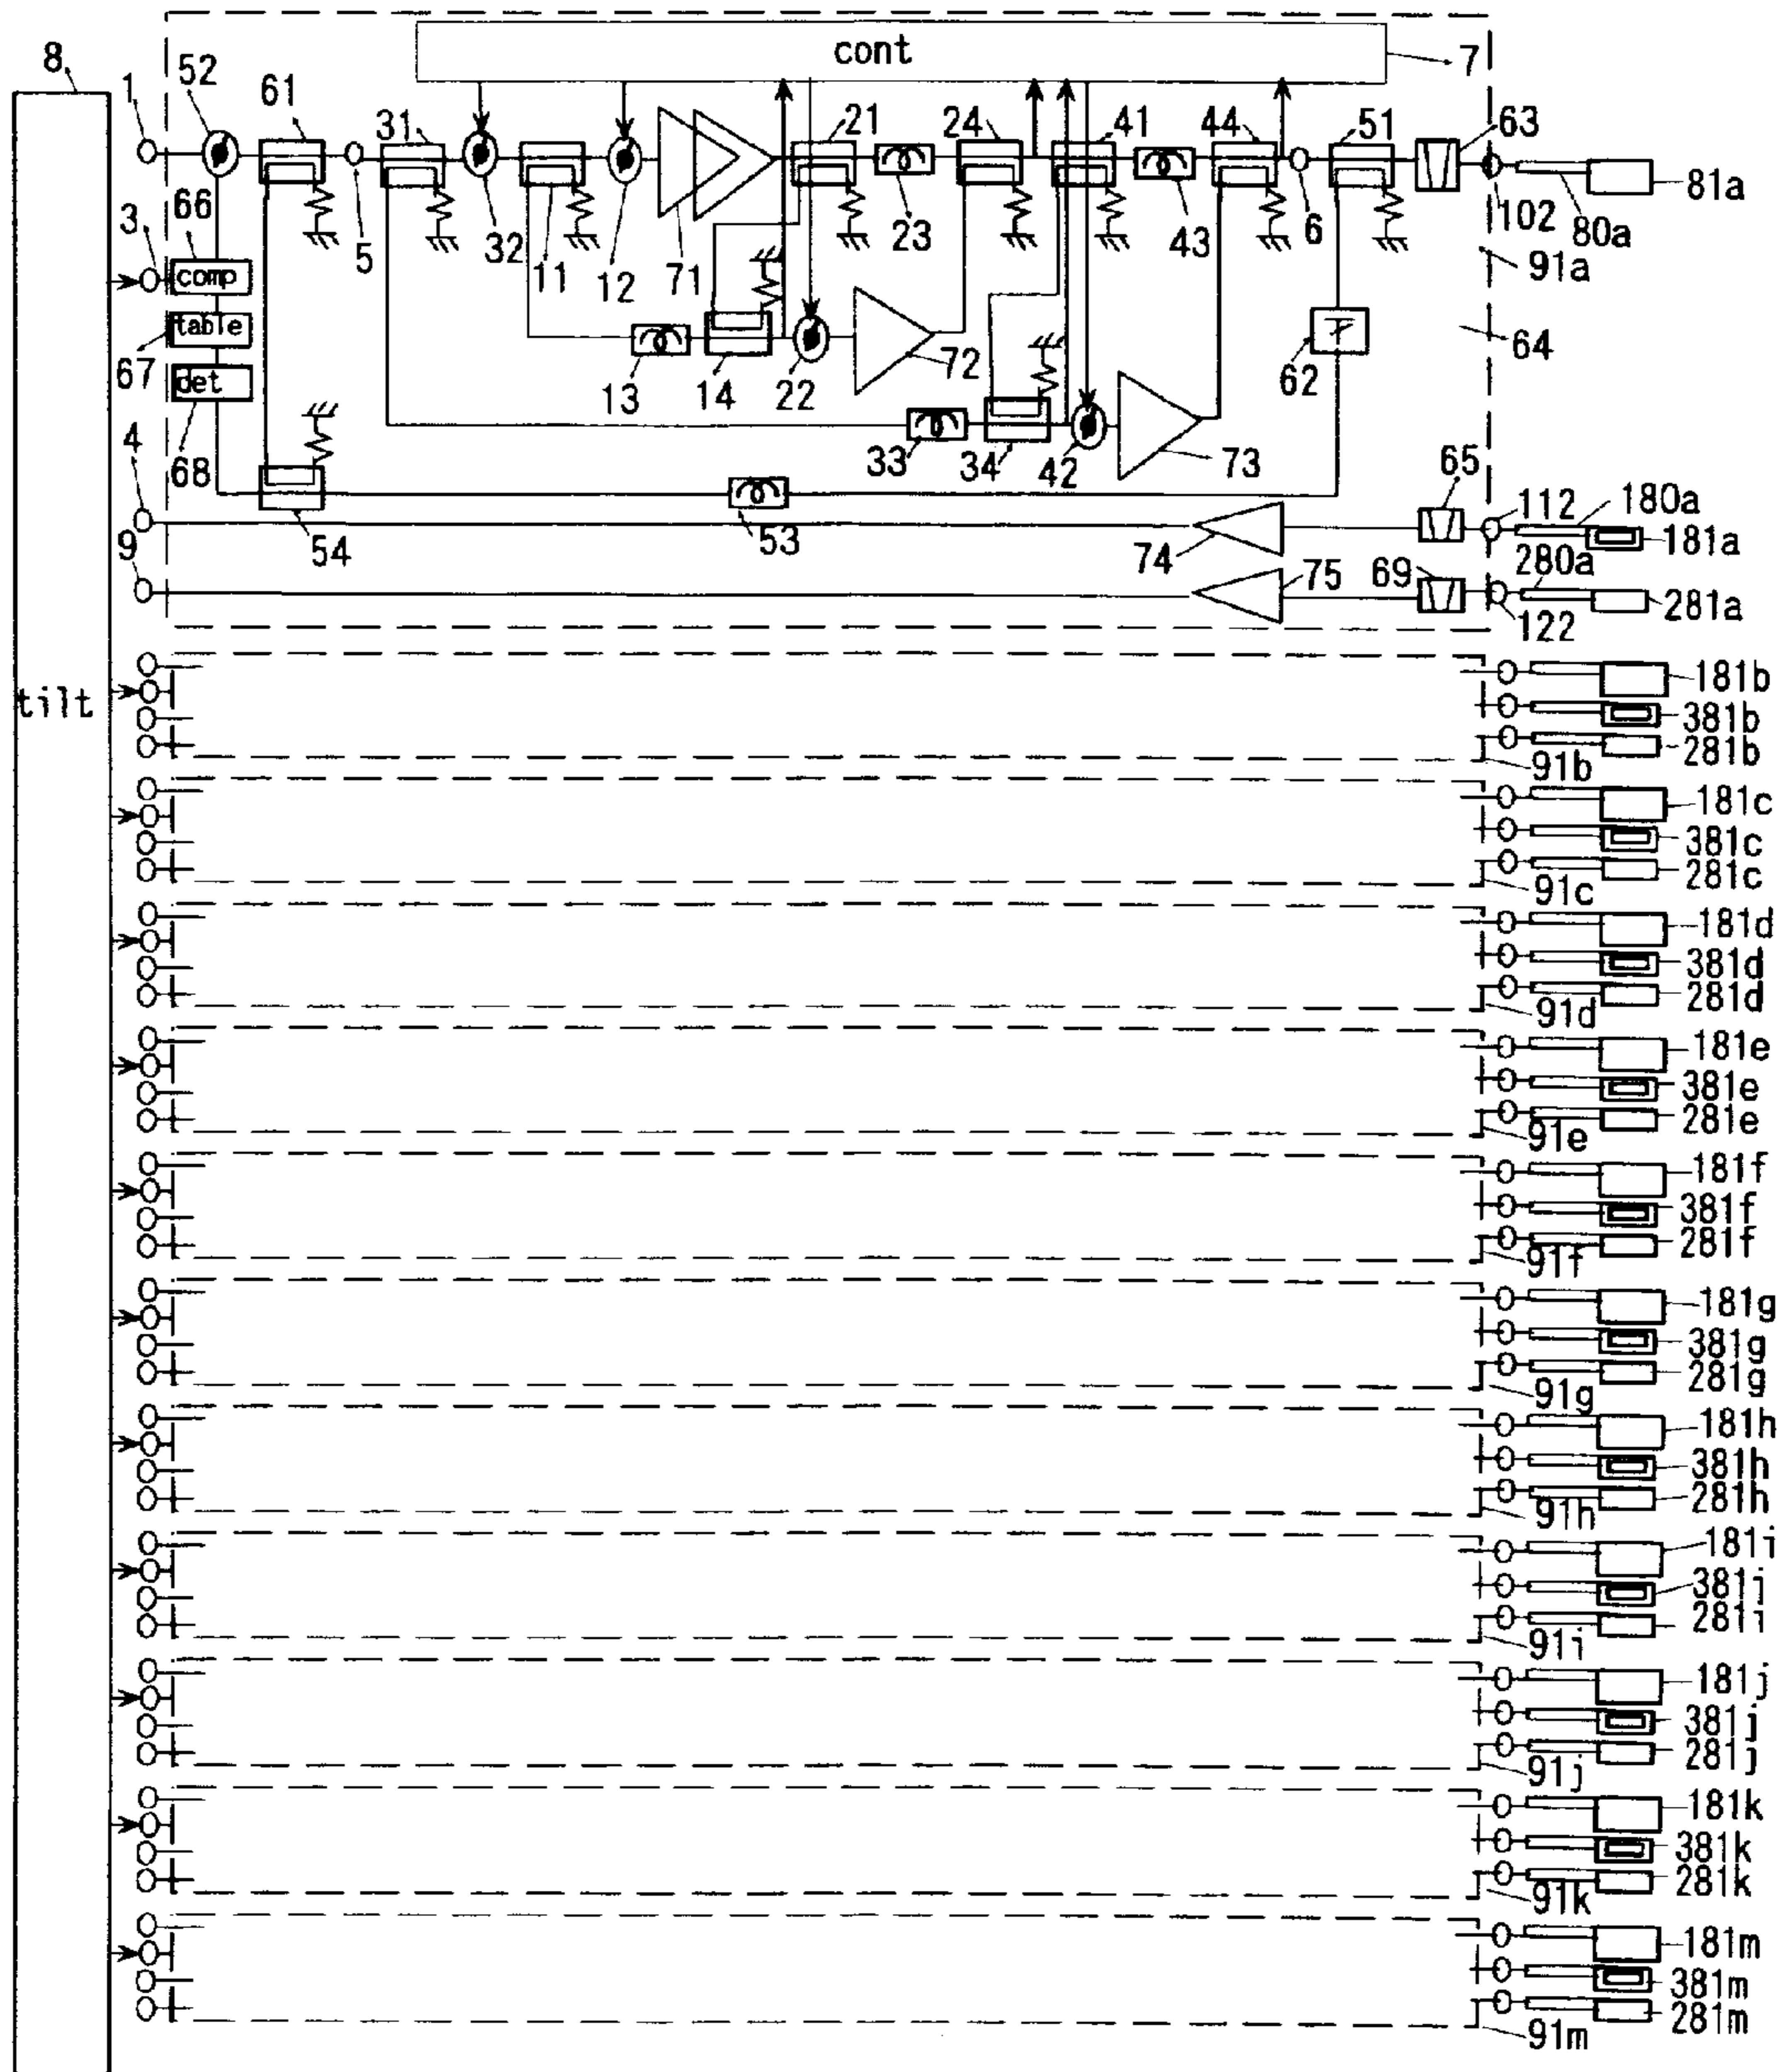 cont
7
8
1
52
61
31
21
24
41
44
51
63
66
81a
102
80a
3
5
32
11
12
71
23
43
6
91a
comp
table
67
det
13
14
22
72
62
64
4
68
33
34
42
73
65
9
54
53
74
112
180a
181a
280a
75
69
281a
122
tilt
181b
381b
281b
91b
181c
381c
281c
91c
181d
381d
281d
91d
181e
381e
281e
91e
181f
381f
281f
91f
181g
381g
281g
91g
181h
381h
281h
91h
181i
381i
281i
91i
181j
381j
281j
91j
181k
381k
281k
91k
181m
381m
281m
91m